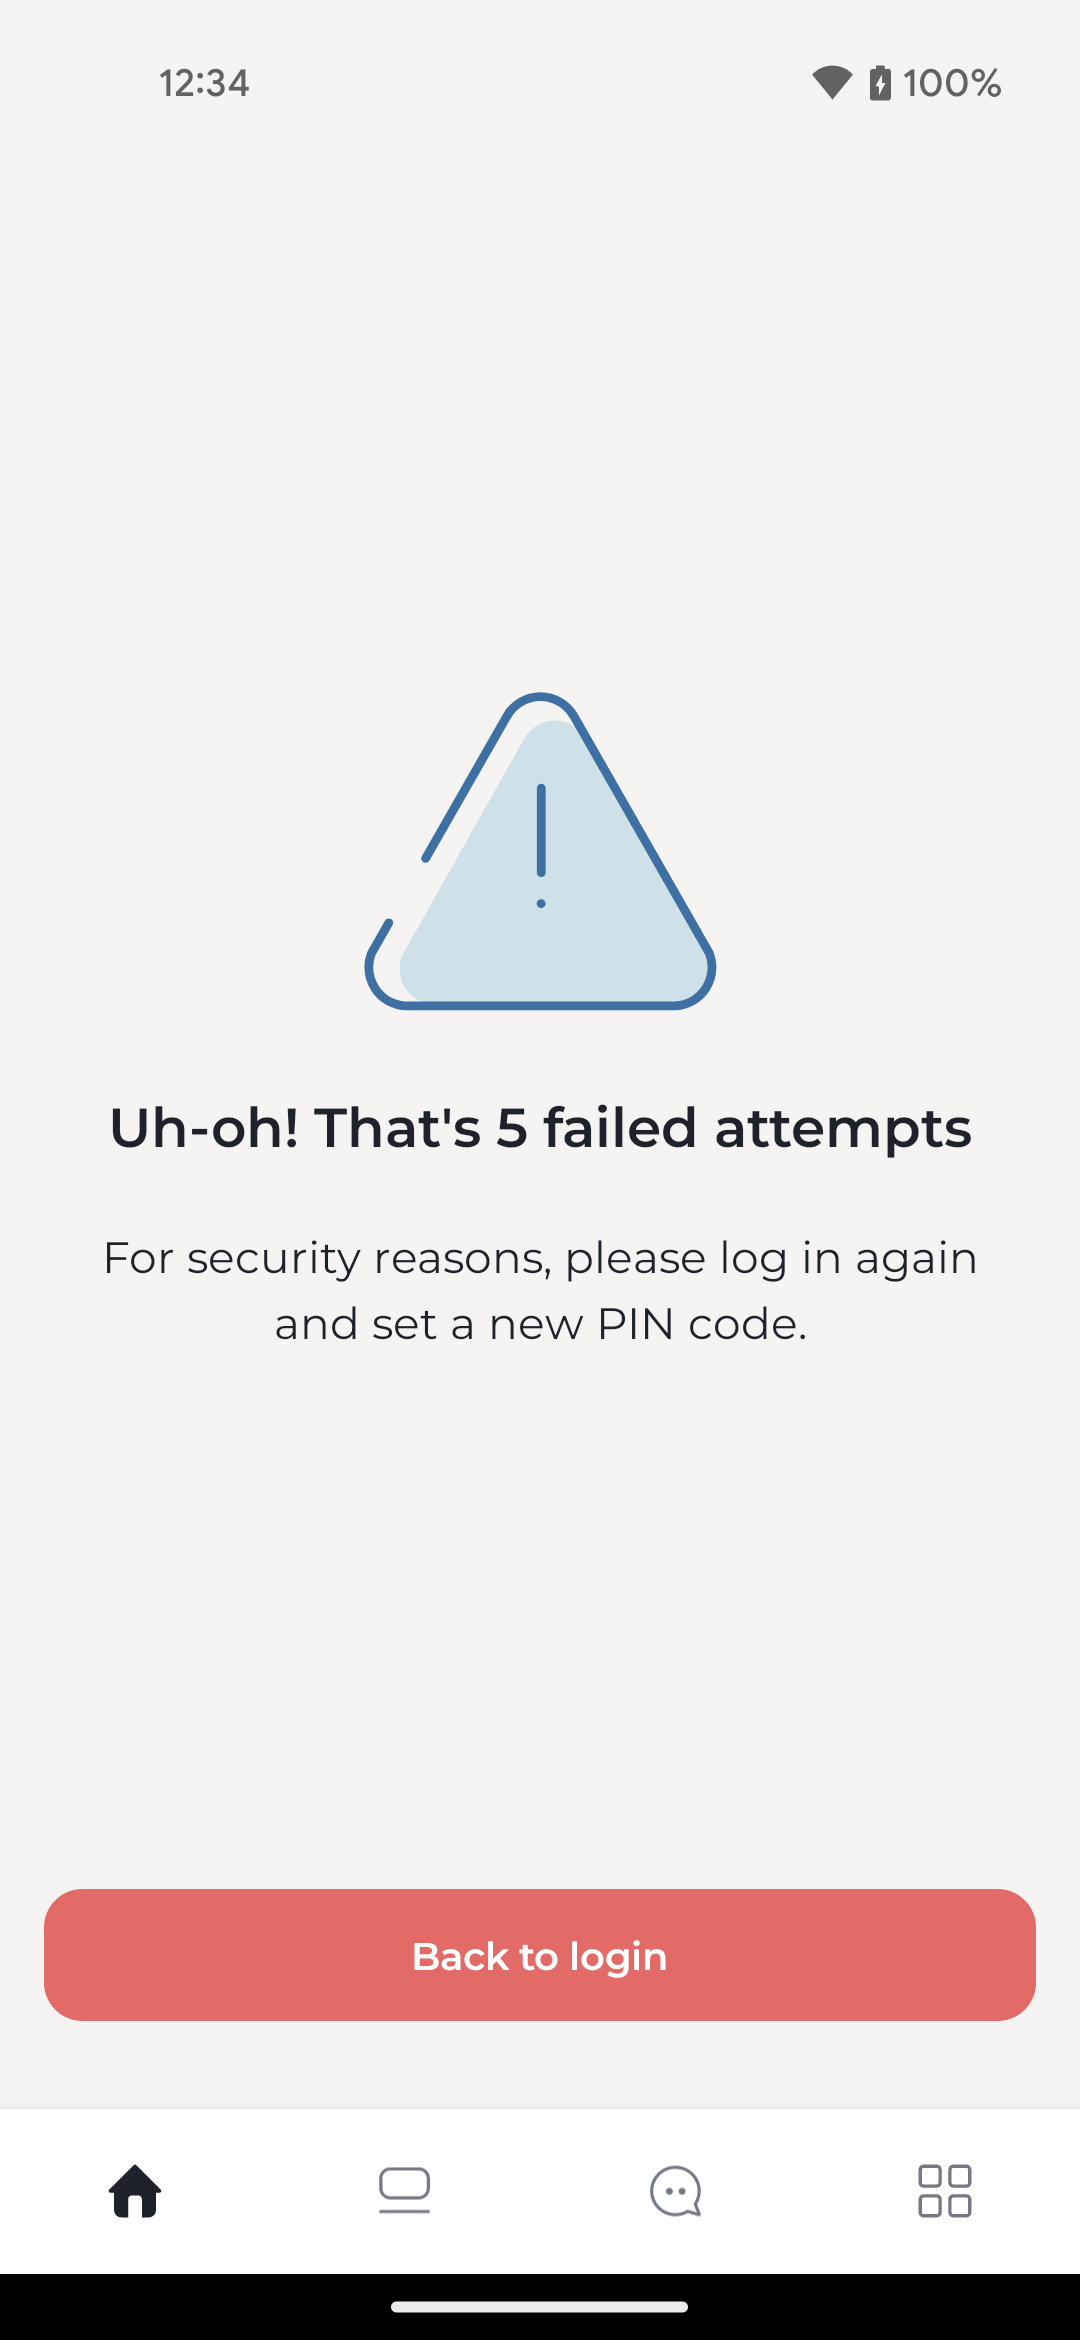 12:34
100%
Uh-oh! That's 5 failed attempts
For security reasons, please log in again
and set a new PIN code.
Back to login